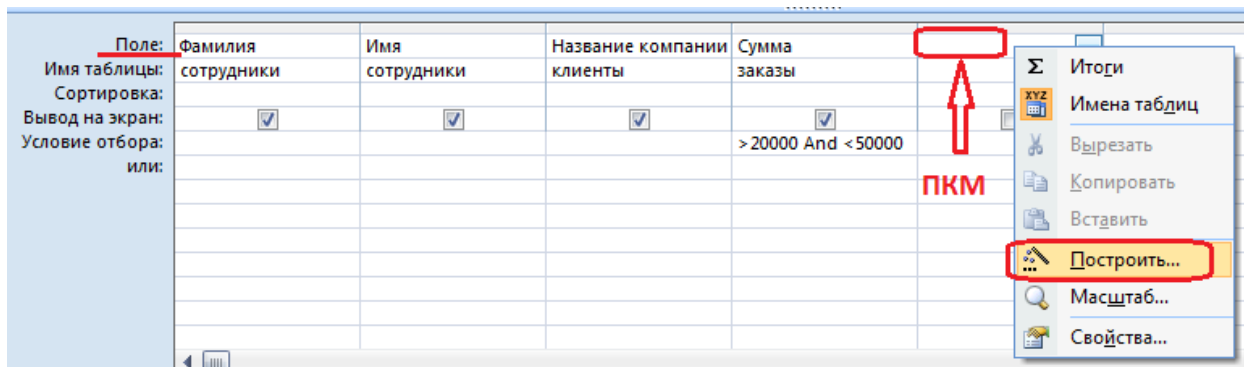 Поле: Фамилия Имя Название компании Сумма
Имя таблицы: сотрудники сотрудники клиенты заказы
Сортировка:
Вывод на экран:
Условие отбора: >20000 And <50000
или:
ПКМ
Σ Итоги
XYZ Имена таблиц
Вырезать
Копировать
Вставить
Построить...
Масштаб...
Свойства...